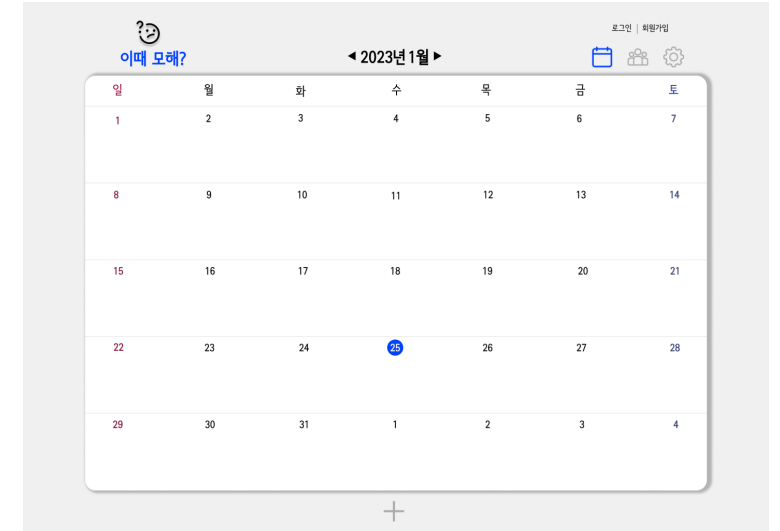 로그인 | 회원가입
이때 모해?
◀ 2023년 1월 ▶
일 월 화 수 목 금 토
1 2 3 4 5 6 7
8 9 10 11 12 13 14
15 16 17 18 19 20 21
22 23 24 25 26 27 28
29 30 31 1 2 3 4